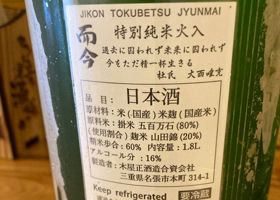 JIKON TOKUBETSU JYUNMAI
而今 特別純米火入
過去に囚われず未来に囚われず
今をただ精一杯生きる
杜氏 大西唯克
品目：日本酒
原材料：米(国産)米麹(国産米)
原料米：掛米 五百万石(80%)
(使用割合)麹米 山田錦(20%)
精米歩合：60% 内容量：1.8L
アルコール分：16%
製造者：木屋正酒造合資会社
三重県名張市本町 314-1
Keep refrigerated 要冷蔵